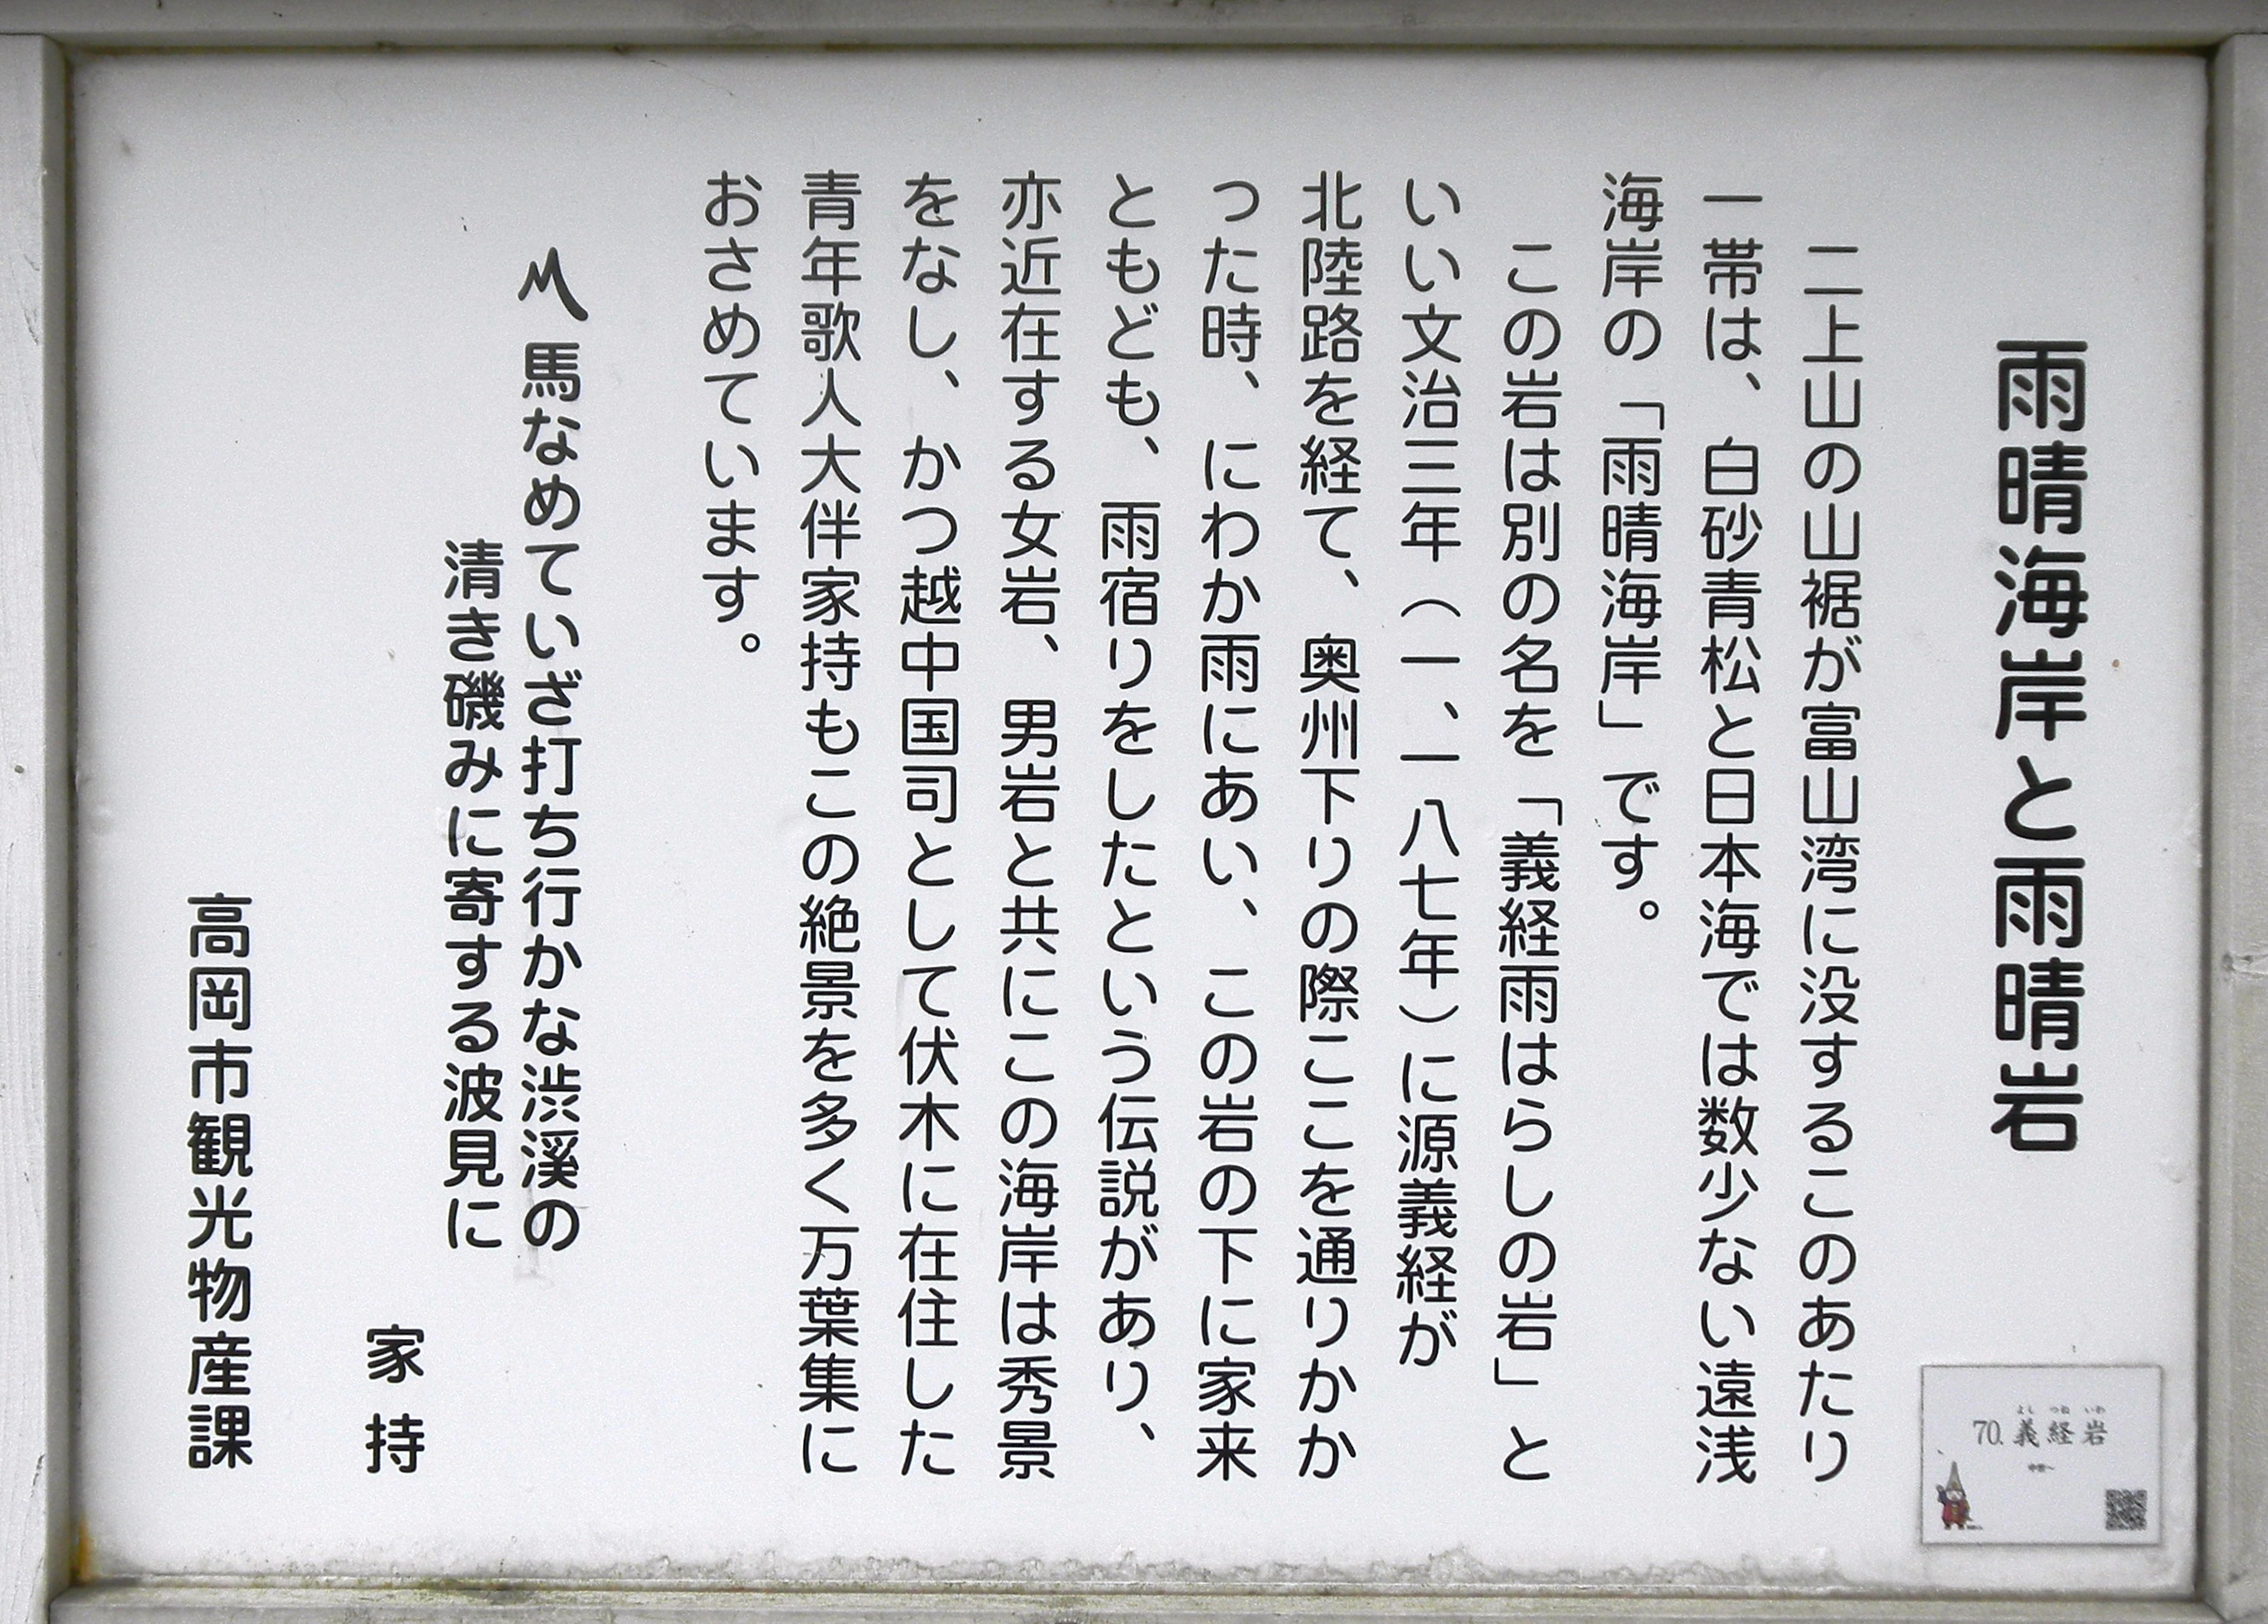 雨晴海岸と雨晴岩
二上山の山裾が富山湾に没するこのあたり
一帯は、白砂青松と日本海では数少ない遠浅
海岸の「雨晴海岸」です。
この岩は別の名を「義経雨はらしの岩」と
いい文治三年（一、一八七年）に源義経が
北陸路を経て、奥州下りの際ここを通りかか
った時、にわか雨にあい、この岩の下に家来
ともども、雨宿りをしたという伝説があり、
亦近在する女岩、男岩と共にこの海岸は秀景
をなし、かつ越中国司として伏木に在住した
青年歌人大伴家持もこの絶景を多く万葉集に
おさめています。
〽馬なめていざ打ち行かな渋溪の
清き磯みに寄する波見に
家持
高岡市観光物産課
よしつねいわ
70.義経岩
中世〜